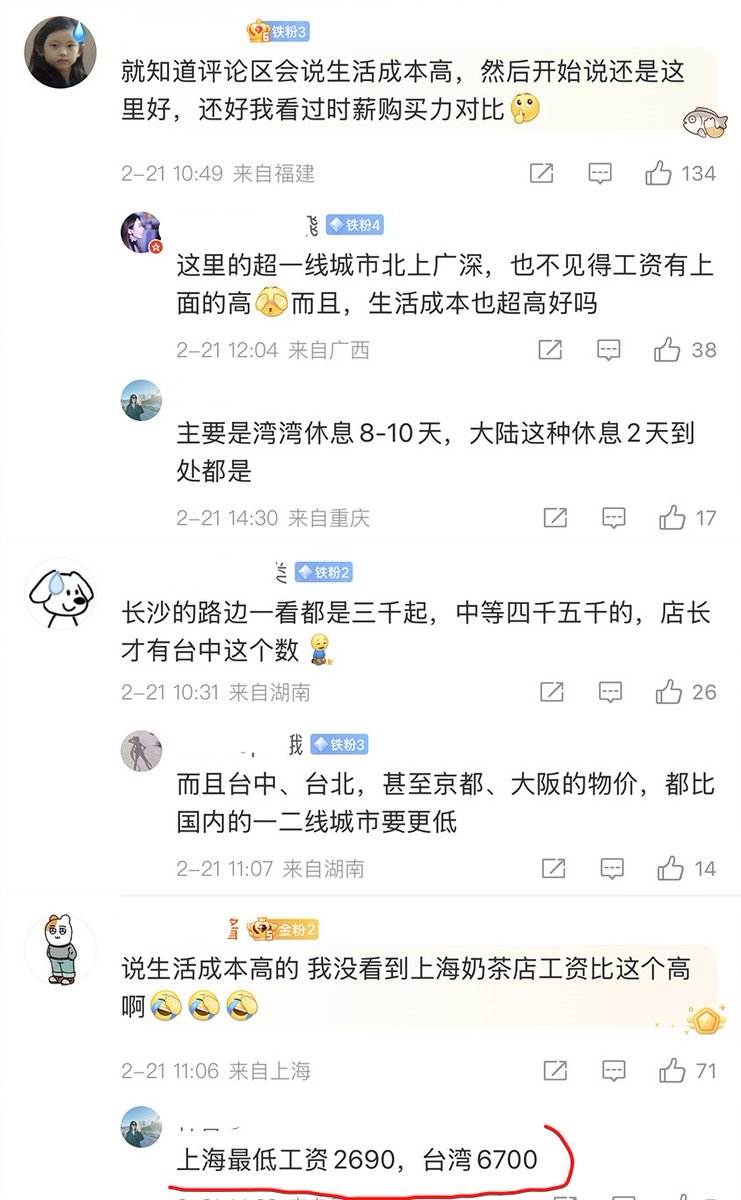 铁粉3
就知道评论区会说生活成本高，然后开始说还是这
里好，还好我看过时薪购买力对比
2-21 10:49 来自福建
134
飞 铁粉4
这里的超一线城市北上广深，也不见得工资有上
面的高 而且，生活成本也超高好吗
2-21 12:04 来自广西
38
主要是湾湾休息8-10天，大陆这种休息2天到
处都是
2-21 14:30 来自重庆
17
铁粉2
长沙的路边一看都是三千起，中等四千五千的，店长
才有台中这个数
2-21 10:31 来自湖南
26
我 铁粉3
而且台中、台北，甚至京都、大阪的物价，都比
国内的一二线城市要更低
2-21 11:07 来自湖南
14
金粉2
说生活成本高的 我没看到上海奶茶店工资比这个高
啊
2-21 11:06 来自上海
71
上海最低工资2690，台湾6700